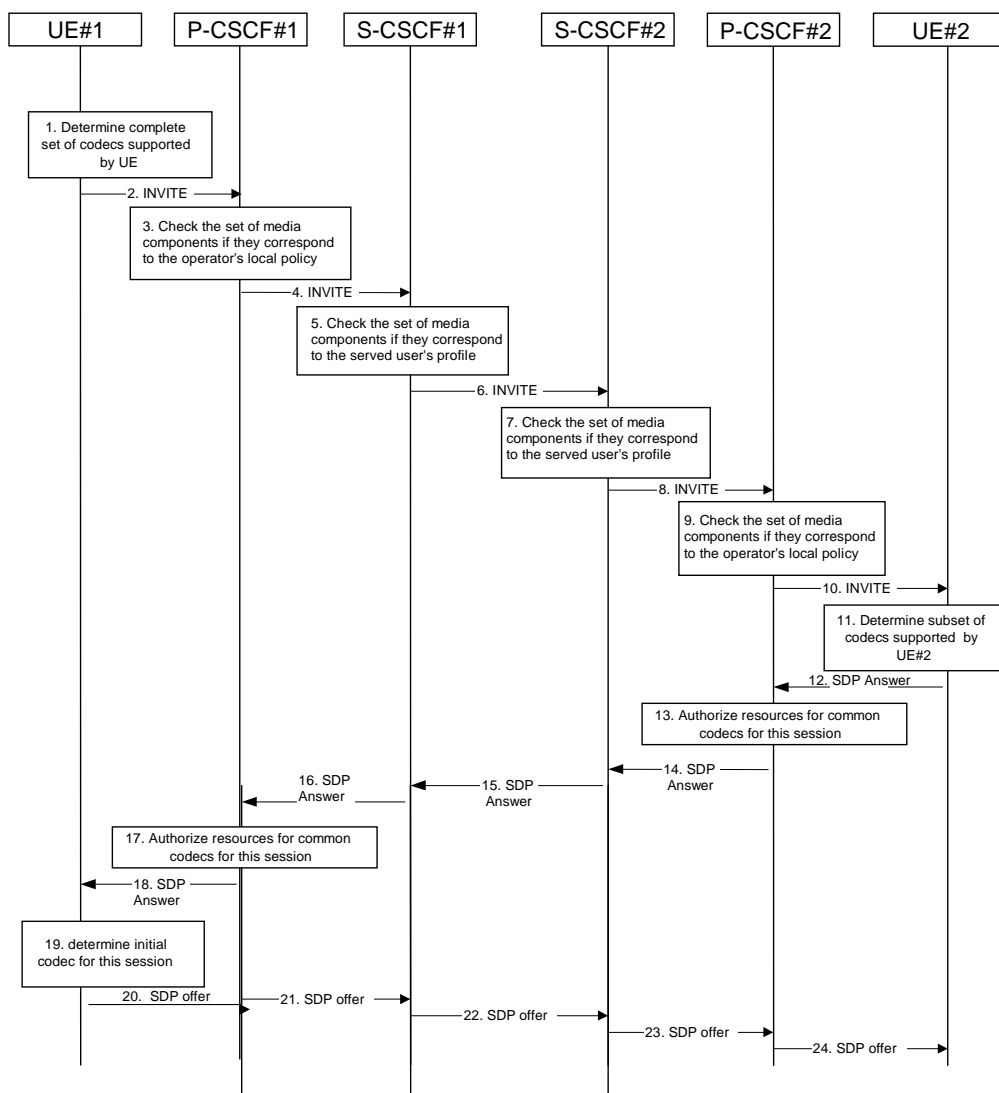 UE#1
P-CSCF#1
S-CSCF#1
S-CSCF#2
P-CSCF#2
UE#2
1. Determine complete
set of codecs supported
by UE
2. INVITE
3. Check the set of media
components if they correspond
to the operator's local policy
4. INVITE
5. Check the set of media
components if they correspond
to the served user's profile
6. INVITE
7. Check the set of media
components if they correspond
to the served user's profile
8. INVITE
9. Check the set of media
components if they correspond
to the operator's local policy
10. INVITE
11. Determine subset of
codecs supported by
UE#2
12. SDP Answer
13. Authorize resources for common
codecs for this session
14. SDP
Answer
15. SDP
Answer
16. SDP
Answer
17. Authorize resources for common
codecs for this session
18. SDP
Answer
19. determine initial
codec for this session
20. SDP offer
21. SDP offer
22. SDP offer
23. SDP offer
24. SDP offer